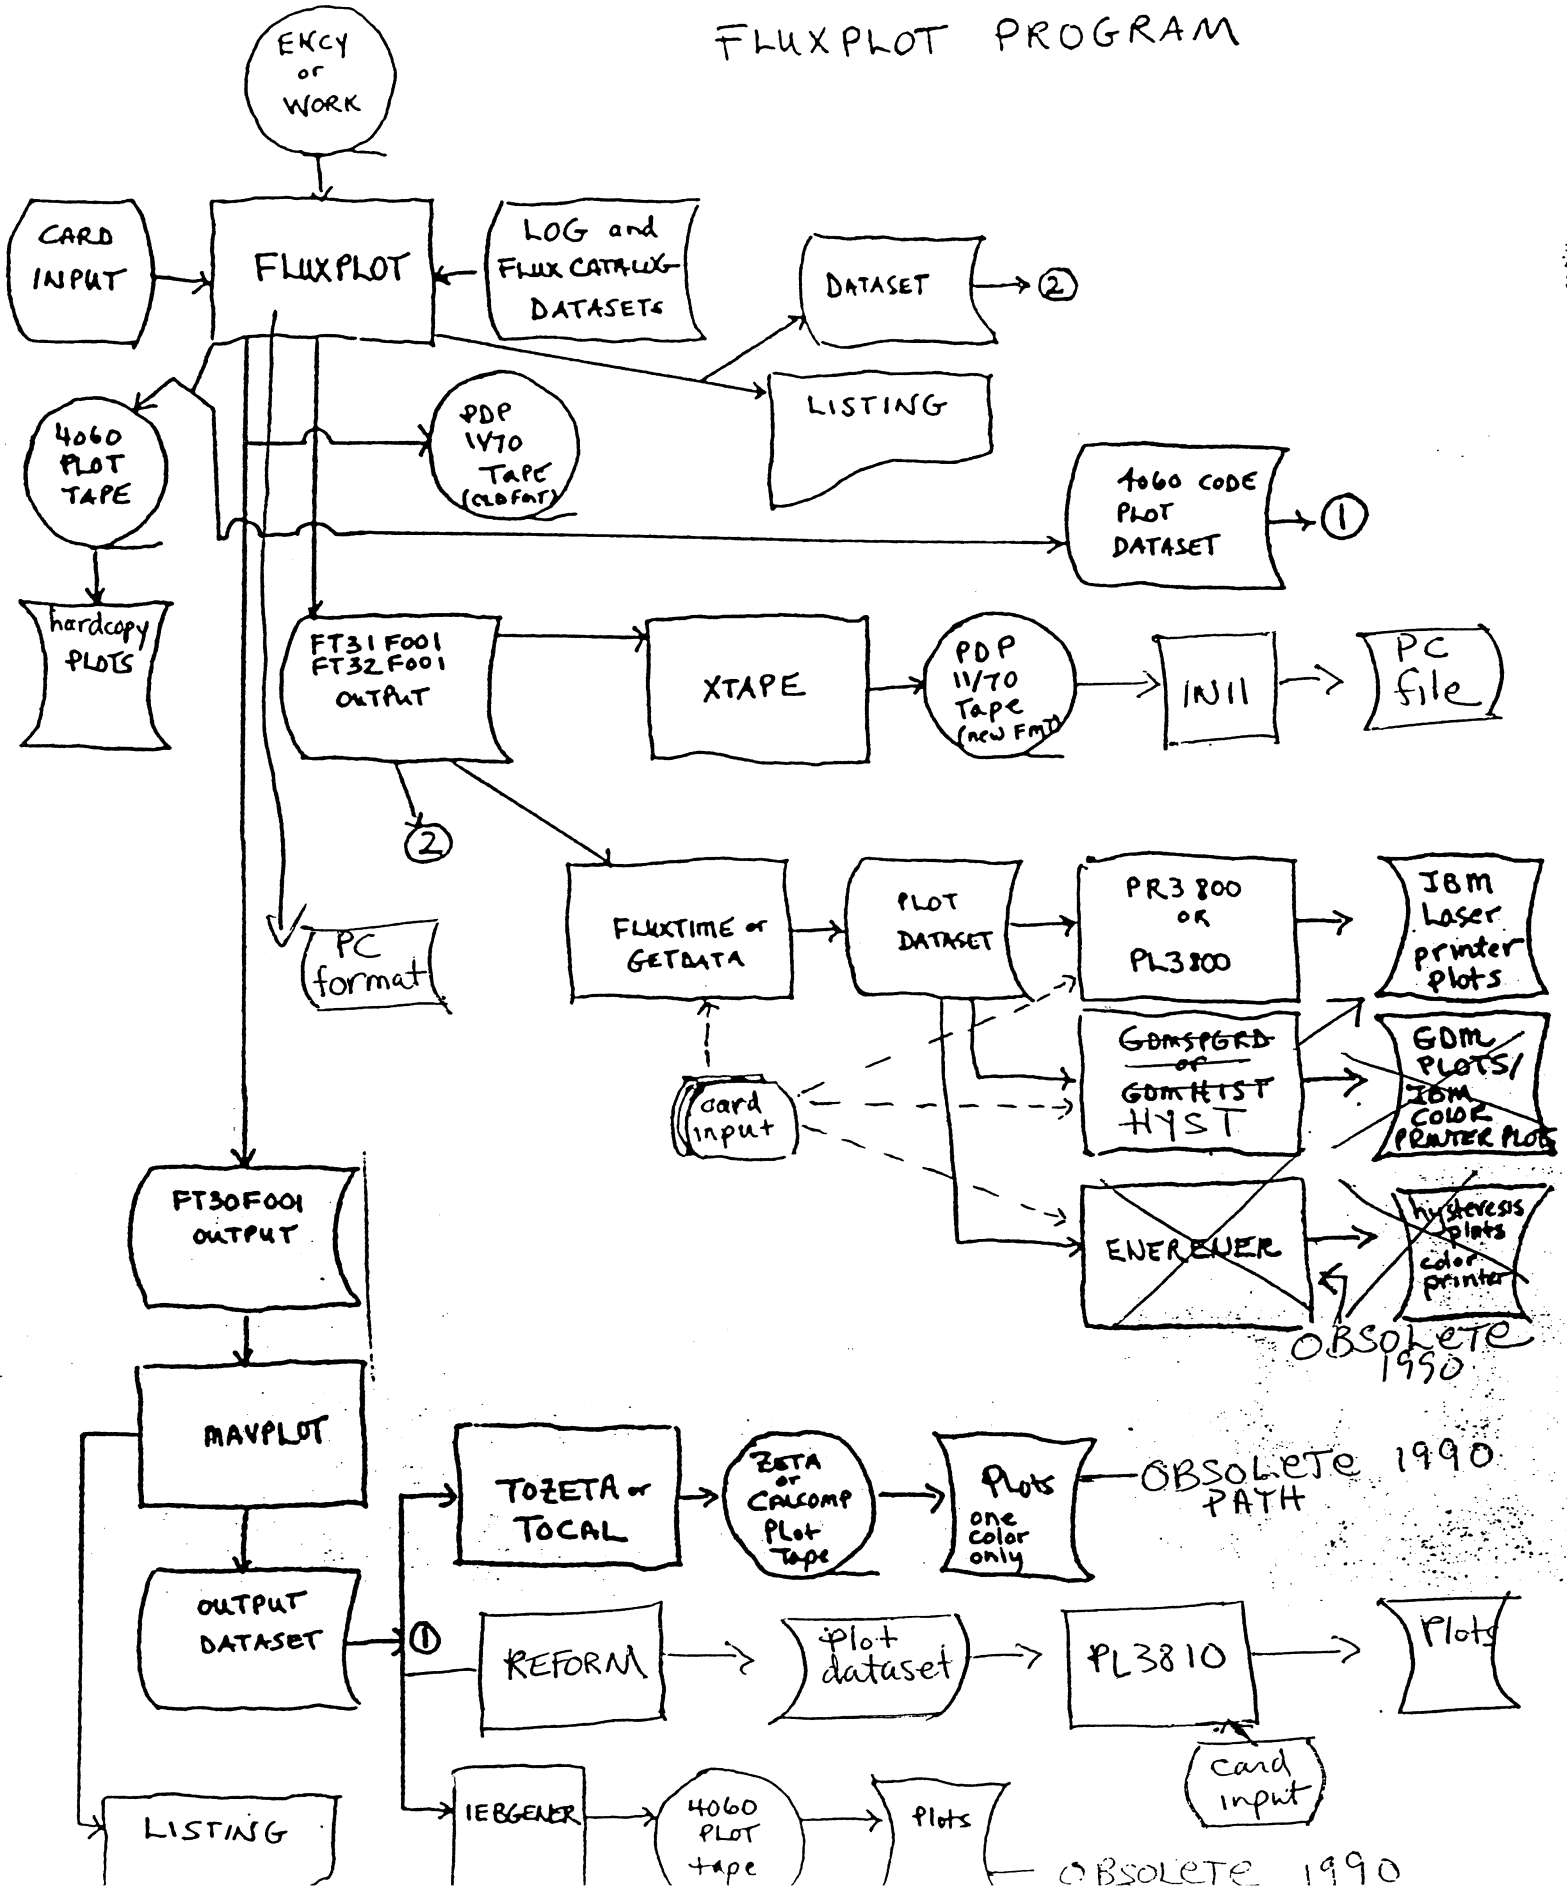 FLUXPLOT PROGRAM
ENCY
or
WORK
CARD
INPUT
FLUXPLOT
LOG and
FLUX CATALOG
DATASETS
DATASET
2
LISTING
4060
PLOT
TAPE
PDP
11/70
TAPE
(OLD FMT)
4060 CODE
PLOT
DATASET
1
hardcopy
PLOTS
FT31F001
FT32F001
OUTPUT
XTAPE
PDP
11/70
Tape
(new FMT)
IN11
PC
file
2
PC
format
FLUXTIME or
GETDATA
PLOT
DATASET
PR3800
OR
PL3800
IBM
Laser
printer
plots
card
input
GDMSPGRD
or
GDMHIST
HYST
GDM
PLOTS/
IBM
COLOR
PRINTER PLOTS
ENERENER
hysteresis
plots
color
printer
OBSOLETE
1990
FT30F001
OUTPUT
MAVPLOT
TOZETA or
TOCAL
ZETA
or
CALCOMP
PLOT
Tape
Plots
one
color
only
OBSOLETE 1990
PATH
OUTPUT
DATASET
1
REFORM
plot
dataset
PL3810
Plots
card
input
LISTING
IEBGENER
4060
PLOT
tape
Plots
OBSOLETE 1990